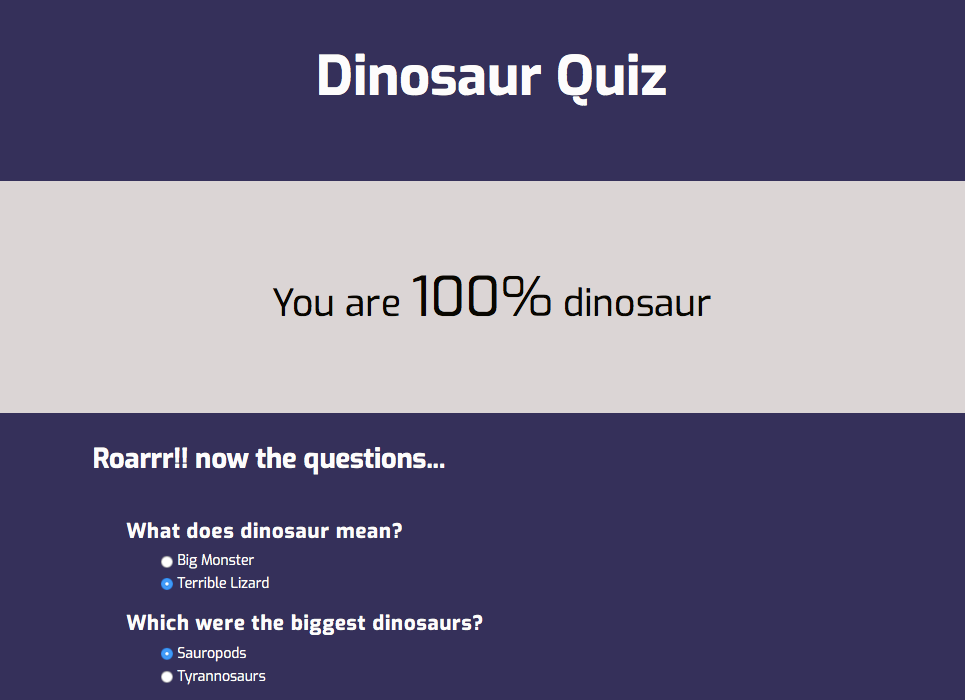 Dinosaur Quiz
You are 100% dinosaur
Roarrr!! now the questions...
What does dinosaur mean?
Big Monster
Terrible Lizard
Which were the biggest dinosaurs?
Sauropods
Tyrannosaurs